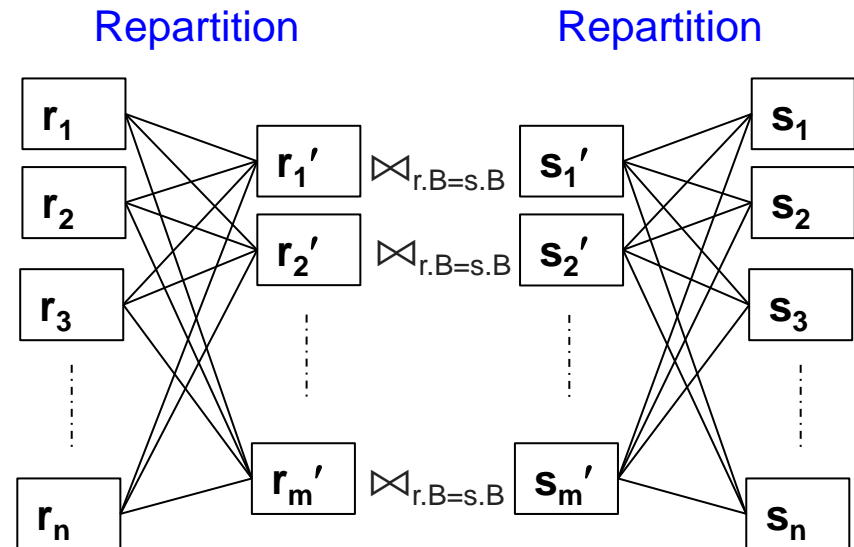 Repartition Repartition
r₁ s₁
r₁′ ⋈r.B=s.B s₁′
r₂ s₂
r₂′ ⋈r.B=s.B s₂′
r₃ s₃
rₘ′ ⋈r.B=s.B sₘ′
rₙ sₙ